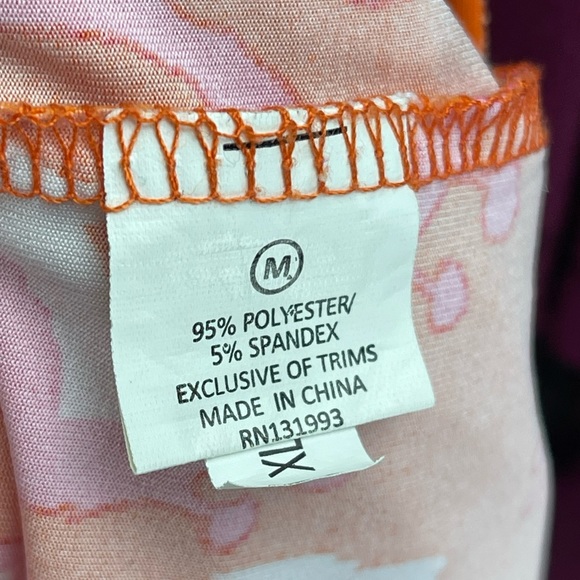 M
95% POLYESTER/
5% SPANDEX
EXCLUSIVE OF TRIMS
MADE IN CHINA
RN131993
XL